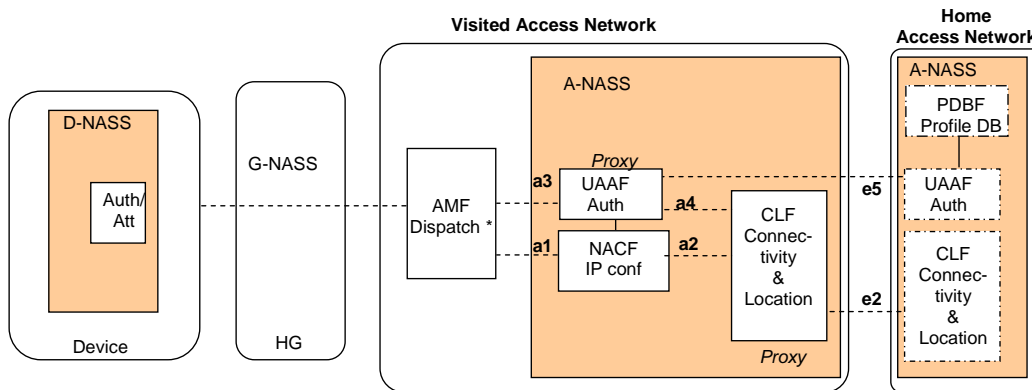 Visited Access Network
Home
Access Network
D-NASS
Auth/
Att
Device
G-NASS
HG
AMF
Dispatch *
A-NASS
Proxy
a3
UAAF
Auth
a4
a1
NACF
IP conf
a2
CLF
Connec-
tivity
&
Location
Proxy
e5
e2
A-NASS
PDBF
Profile DB
UAAF
Auth
CLF
Connec-
tivity
&
Location